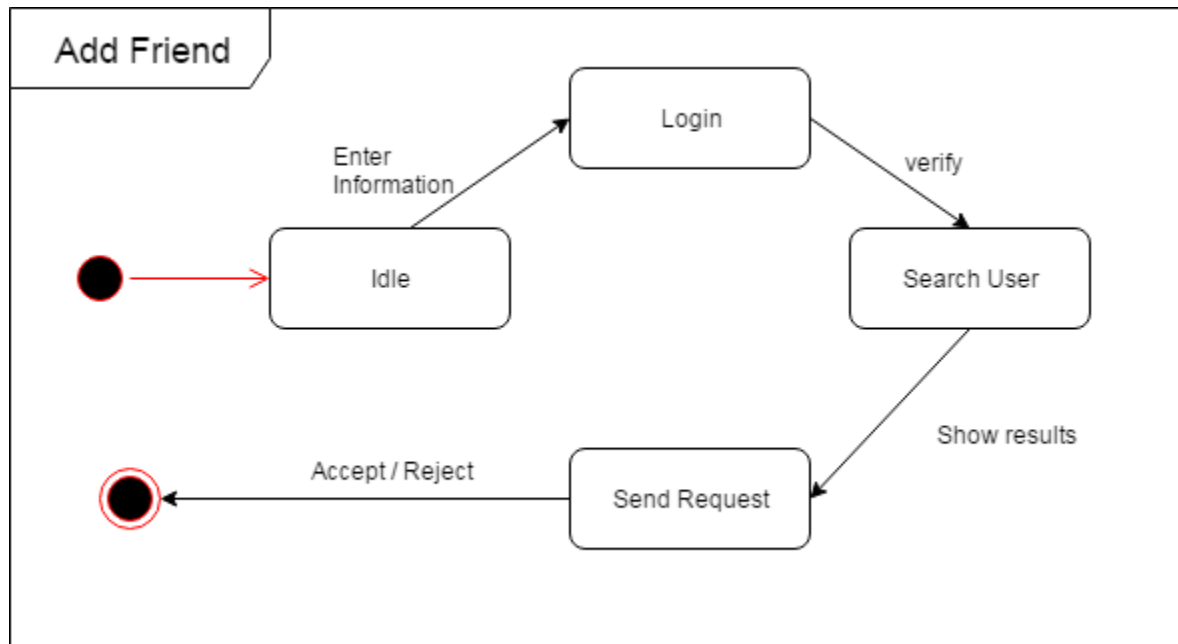 Add Friend
Login
Enter
Information
verify
Idle
Search User
Show results
Accept / Reject
Send Request